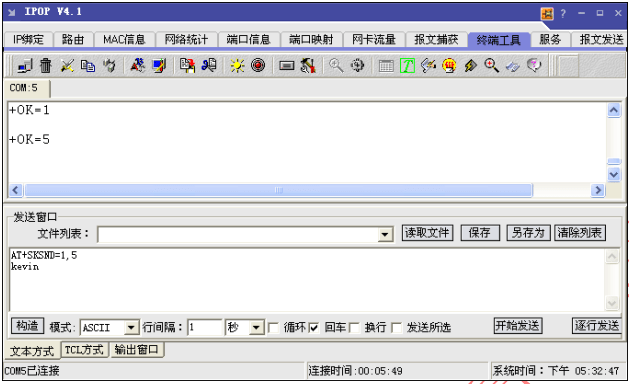 IPOP V4.1
IP绑定 路由 MAC信息 网络统计 端口信息 端口映射 网卡流量 报文捕获 终端工具 服务 报文发送
COM:5
+OK=1
+OK=5
发送窗口
文件列表： 读取文件 保存 另存为 清除列表
AT+SKSND=1,5
kevin
构造 模式: ASCII 行间隔： 1 秒 循环 回车 换行 发送所选 开始发送 逐行发送
文本方式 TCL方式 输出窗口
COM5已连接 连接时间:00:05:49 系统时间：下午 05:32:47